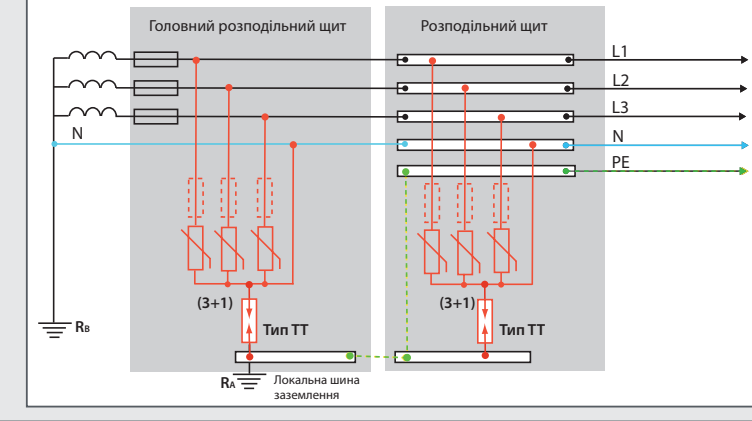 Головний розподільний щит
Розподільний щит
L1
L2
L3
N
N
PE
(3+1)
(3+1)
Тип ТТ
Тип ТТ
RB
RA
Локальна шина
заземлення